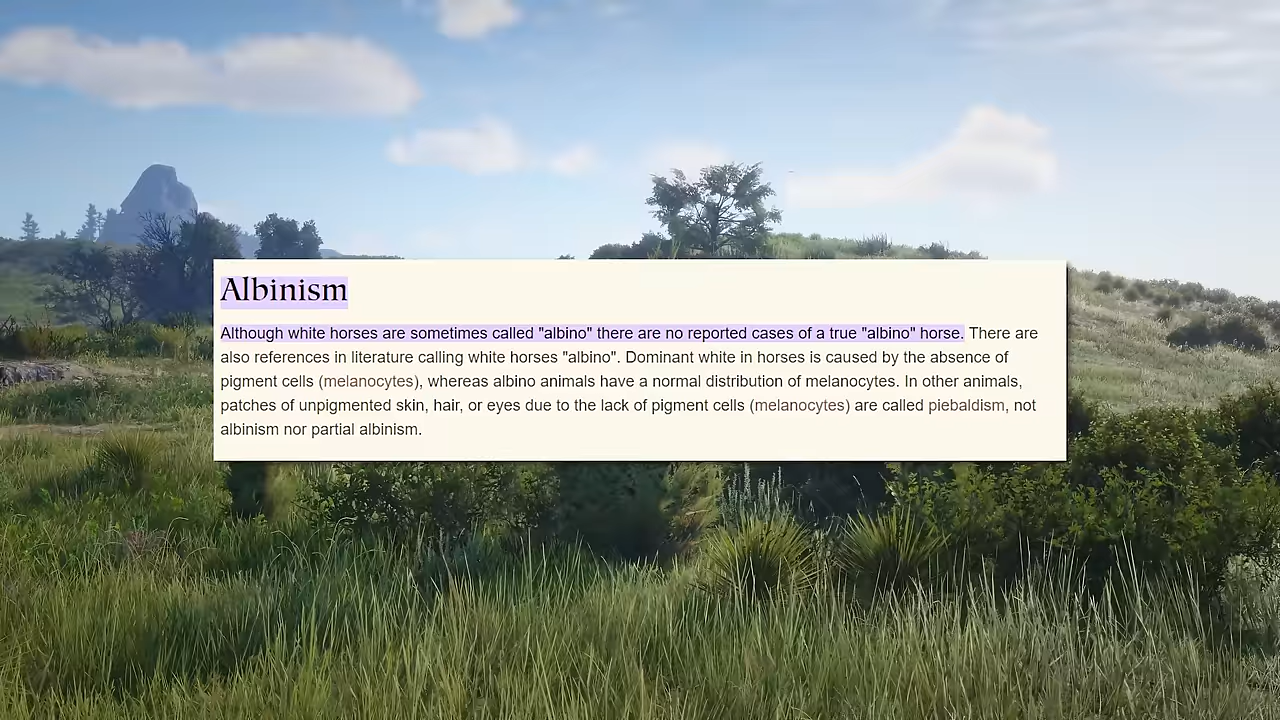 Albinism
Although white horses are sometimes called "albino" there are no reported cases of a true "albino" horse. There are
also references in literature calling white horses "albino". Dominant white in horses is caused by the absence of
pigment cells (melanocytes), whereas albino animals have a normal distribution of melanocytes. In other animals,
patches of unpigmented skin, hair, or eyes due to the lack of pigment cells (melanocytes) are called piebaldism, not
albinism nor partial albinism.